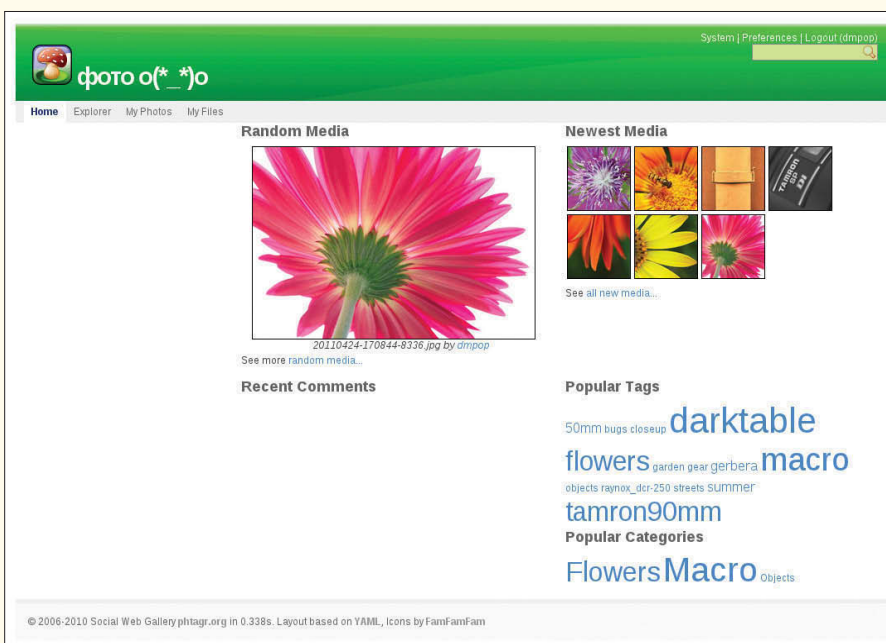 System | Preferences | Logout (dmpop)
фото o(*_*)o
Home Explorer My Photos My Files
Random Media
20110424-170844-8336.jpg by dmpop
See more random media...
Newest Media
TAMRON
SP
See all new media...
Recent Comments
Popular Tags
50mm bugs closeup darktable
flowers garden gear gerbera macro
objects raynox_dcr-250 streets summer
tamron90mm
Popular Categories
Flowers Macro Objects
© 2006-2010 Social Web Gallery phtagr.org in 0.338s. Layout based on YAML, Icons by FamFamFam